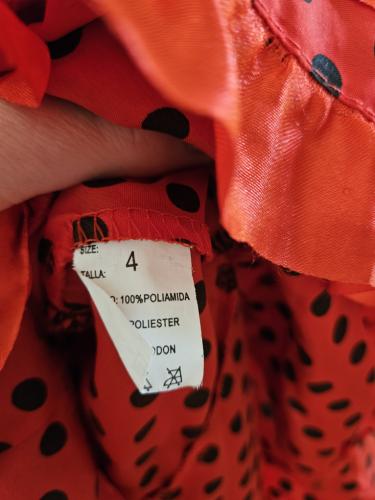 SIZE:
TALLA: 4
: 100%POLIAMIDA
POLIESTER
ODON